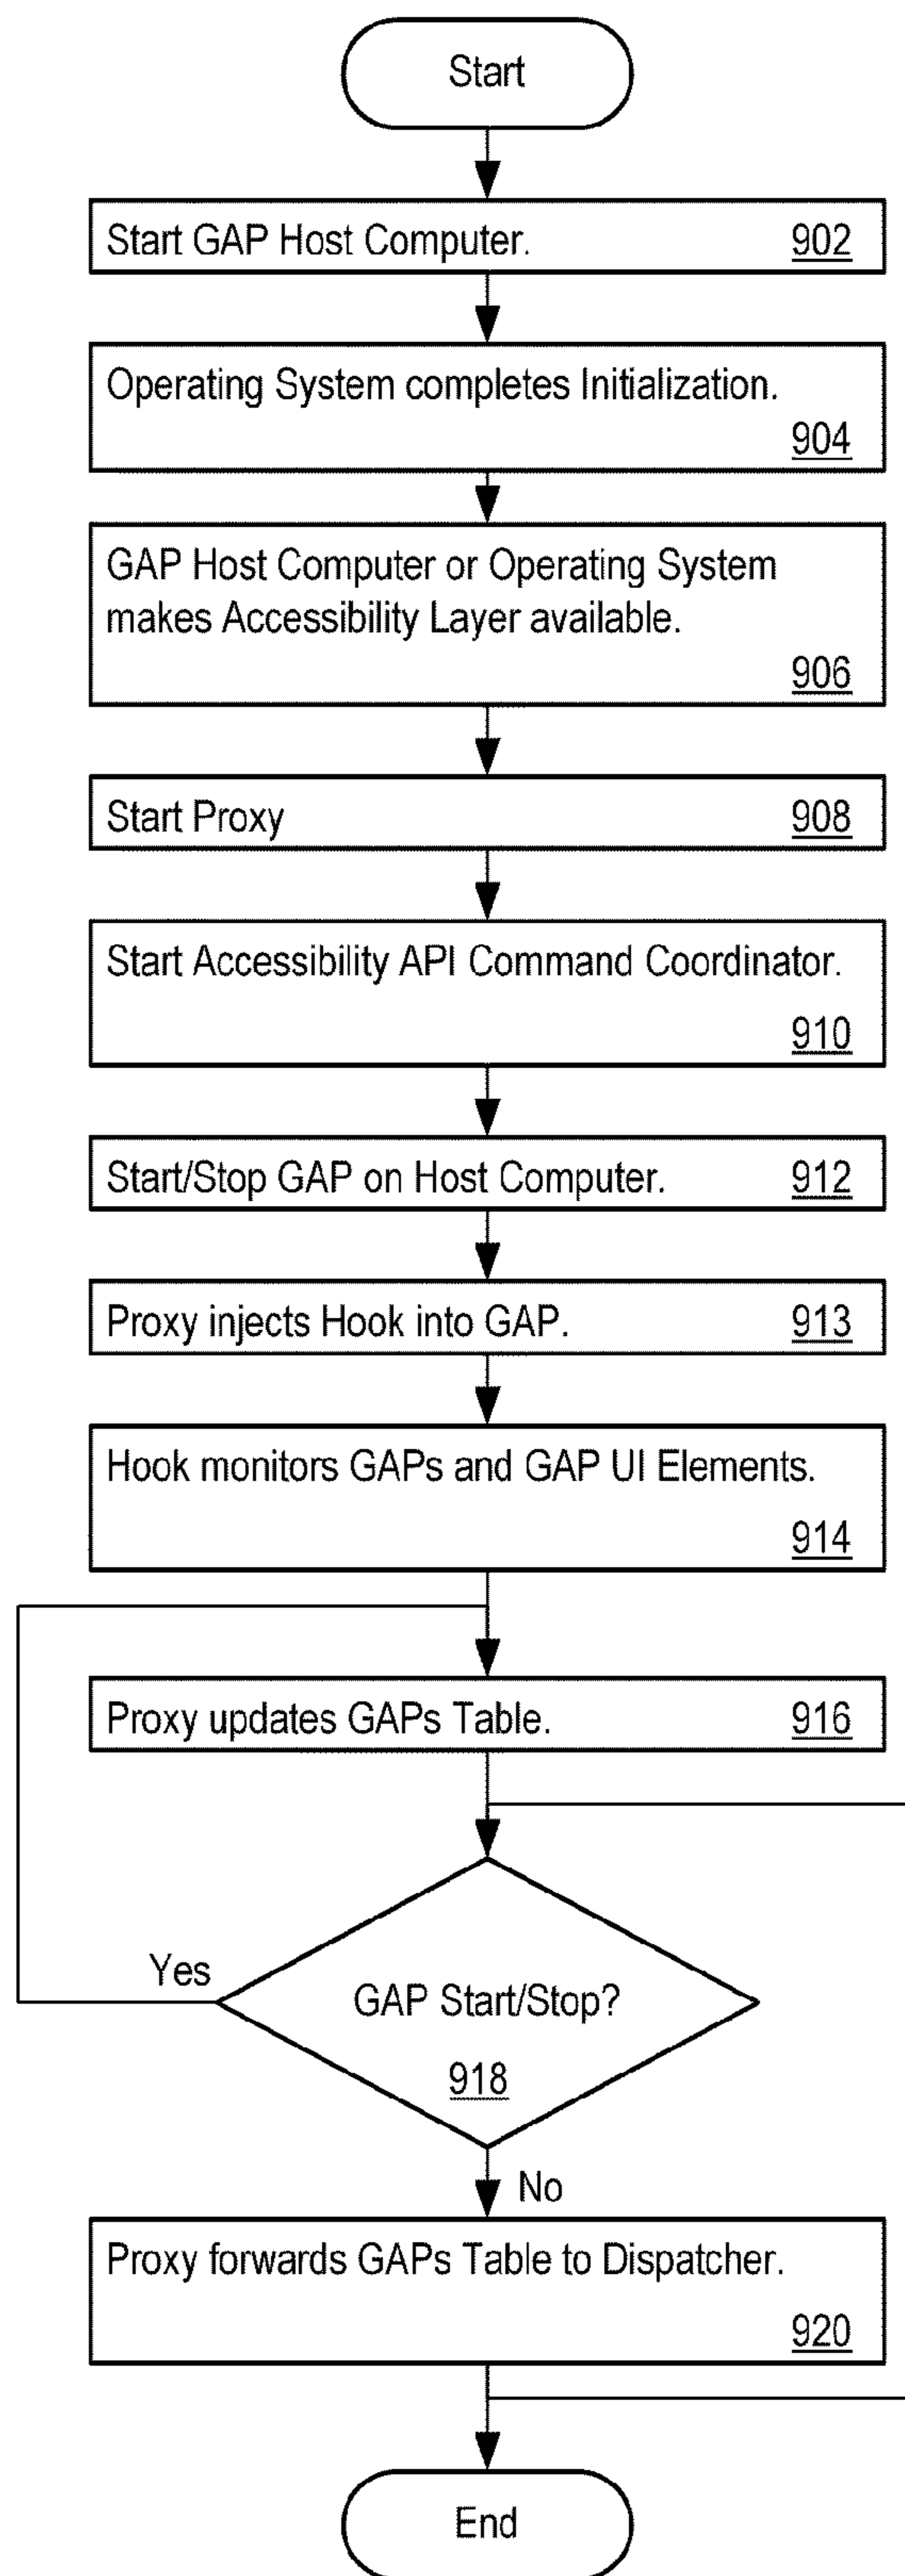 Start
Start GAP Host Computer. 902
Operating System completes Initialization.
904
GAP Host Computer or Operating System
makes Accessibility Layer available.
906
Start Proxy 908
Start Accessibility API Command Coordinator.
910
Start/Stop GAP on Host Computer. 912
Proxy injects Hook into GAP. 913
Hook monitors GAPs and GAP UI Elements.
914
Proxy updates GAPs Table. 916
Yes
GAP Start/Stop?
918
No
Proxy forwards GAPs Table to Dispatcher.
920
End